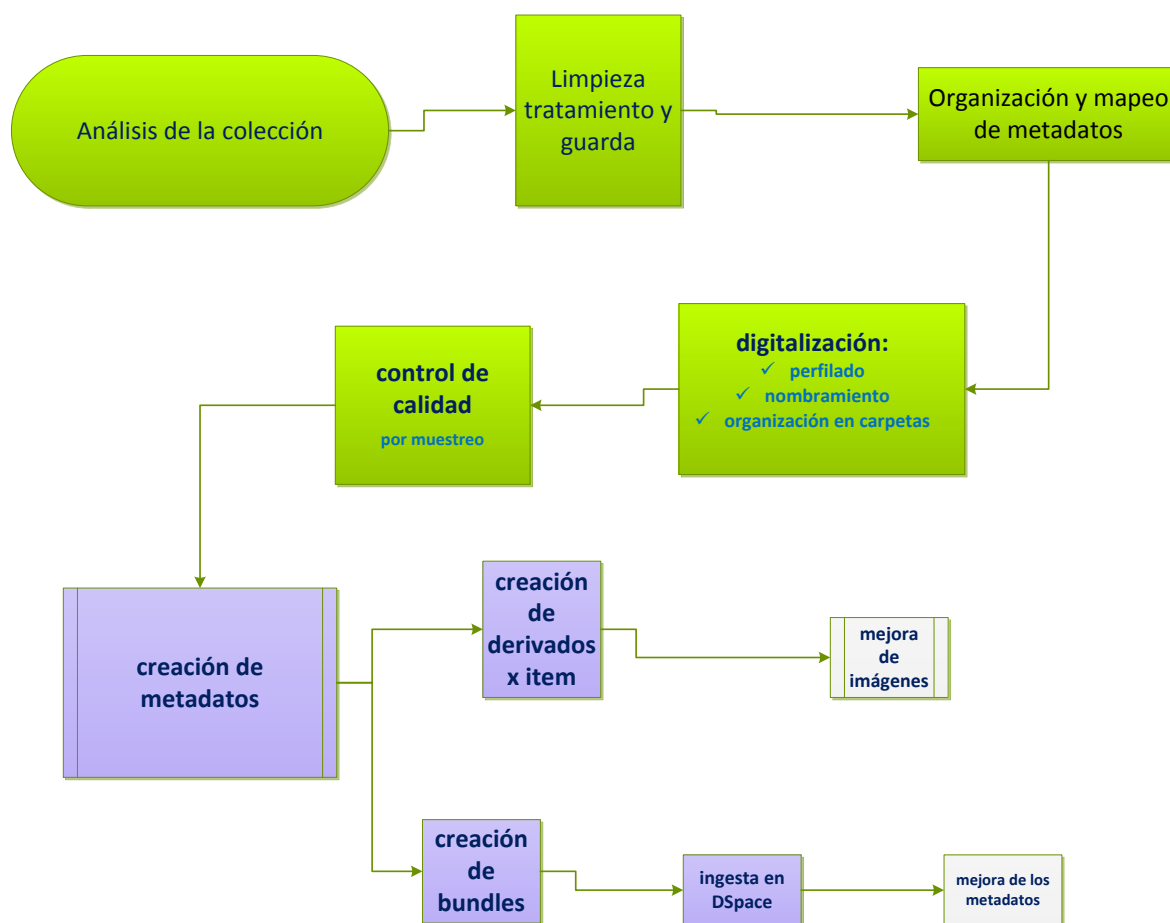 Análisis de la colección
Limpieza
tratamiento y
guarda
Organización y mapeo
de metadatos
digitalización:
✓ perfilado
✓ nombramiento
✓ organización en carpetas
control de
calidad
por muestreo
creación de
metadatos
creación
de
derivados
x item
mejora
de
imágenes
creación
de
bundles
ingesta en
DSpace
mejora de los
metadatos